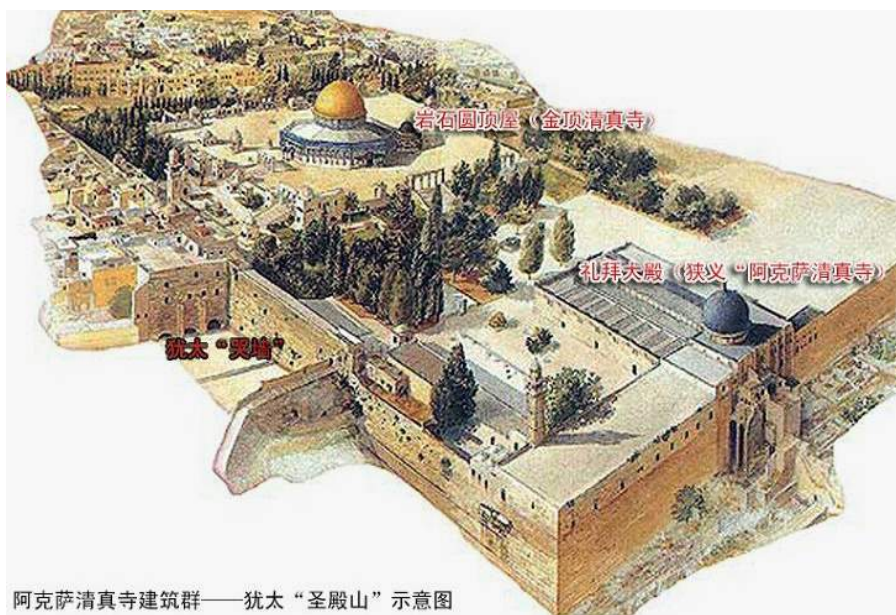 岩石圆顶屋（金顶清真寺）
礼拜大殿（狭义“阿克萨清真寺）
犹太“哭墙”
阿克萨清真寺建筑群——犹太“圣殿山”示意图